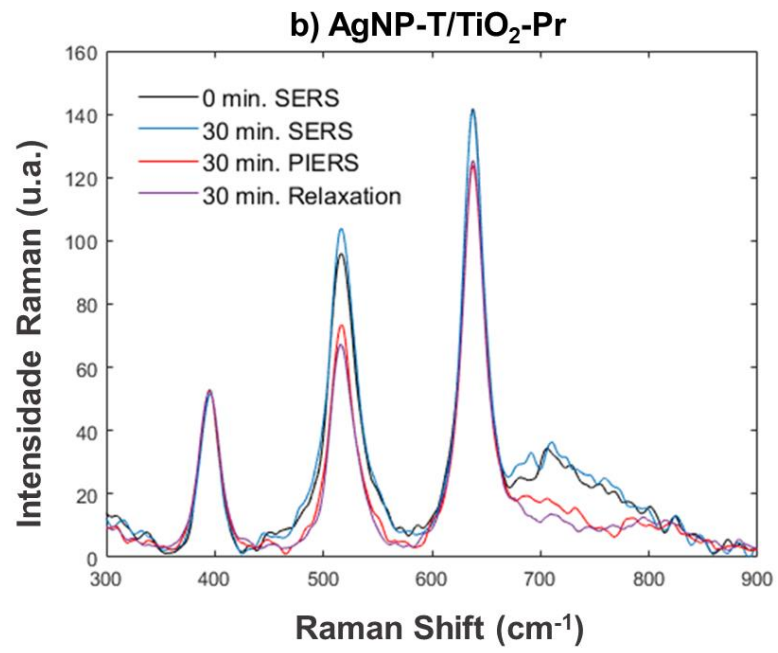 b) AgNP-T/TiO₂-Pr
160
140
120
100
80
60
40
20
0
0 min. SERS
30 min. SERS
30 min. PIERS
30 min. Relaxation
Intensidade Raman (u.a.)
300 400 500 600 700 800 900
Raman Shift (cm⁻¹)